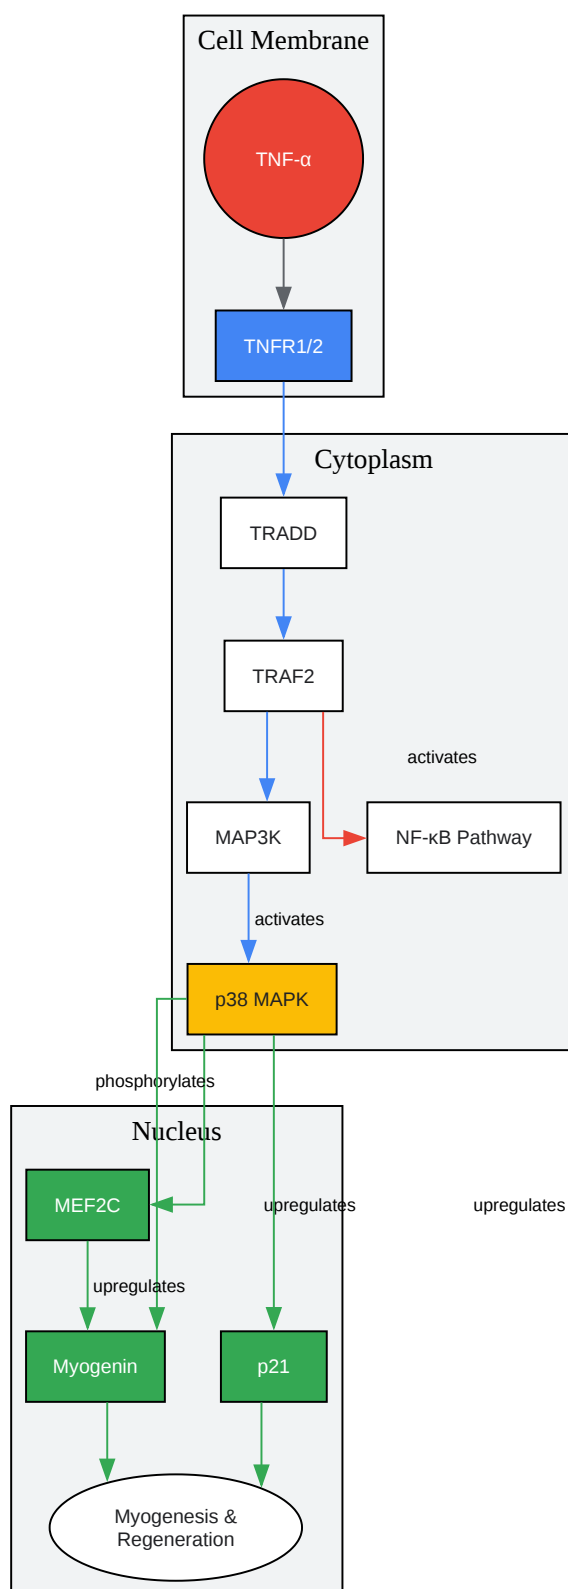 Cell Membrane
TNF-α
TNFR1/2
Cytoplasm
TRADD
TRAF2
activates
MAP3K
NF-κB Pathway
activates
p38 MAPK
phosphorylates
Nucleus
MEF2C
upregulates
upregulates
upregulates
Myogenin
p21
Myogenesis &
Regeneration